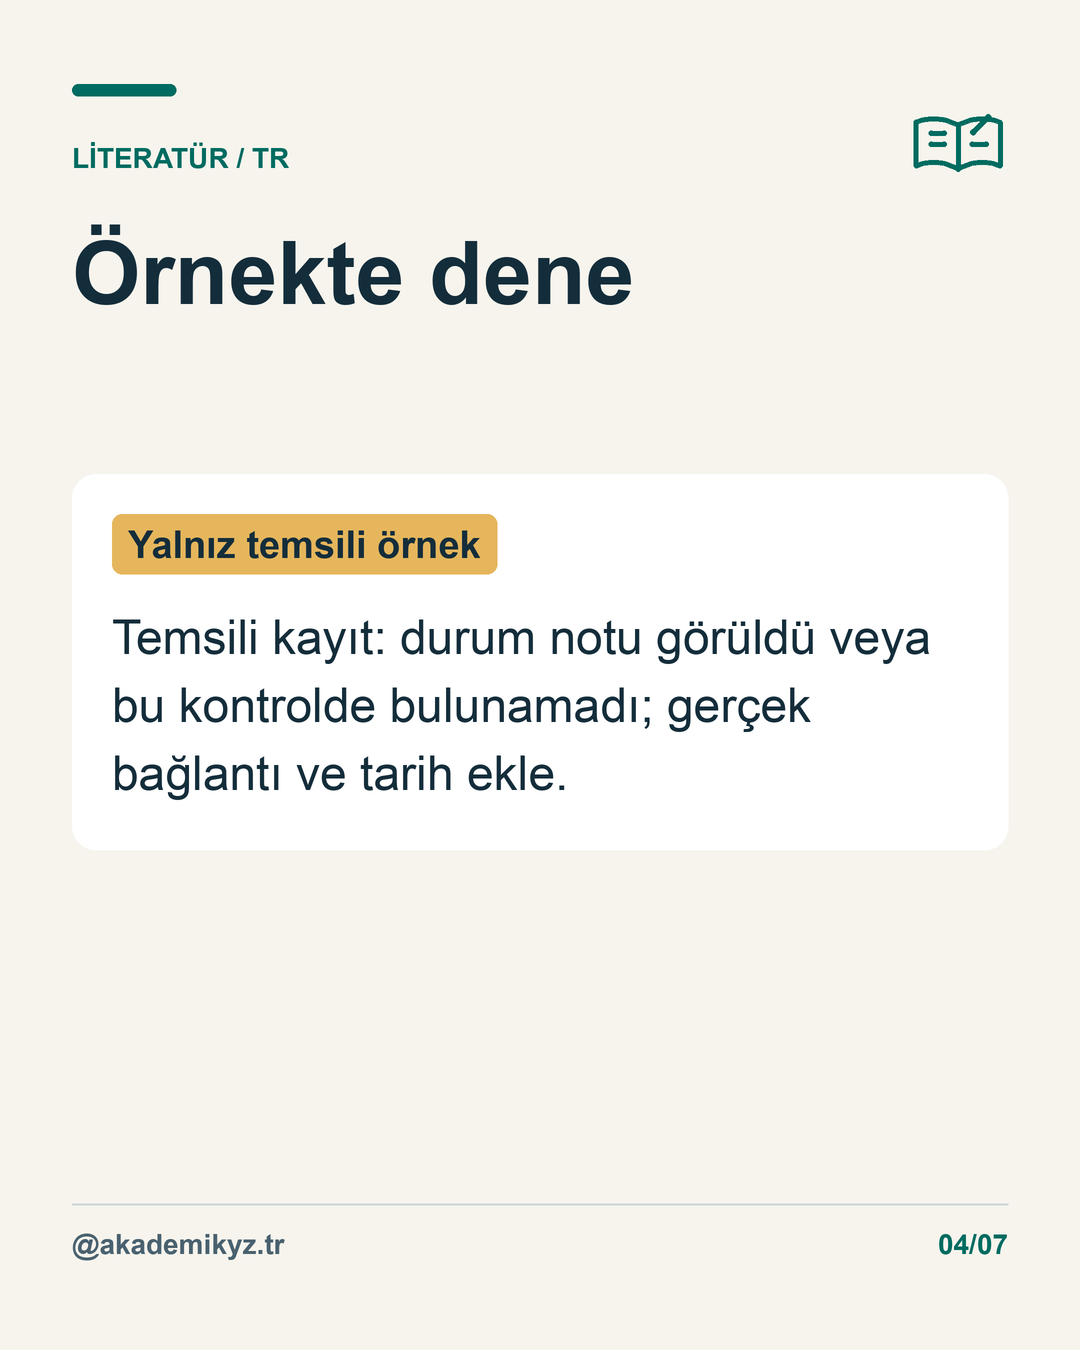 LİTERATÜR / TR
Örnekte dene
Yalnız temsili örnek
Temsili kayıt: durum notu görüldü veya
bu kontrolde bulunamadı; gerçek
bağlantı ve tarih ekle.
@akademikyz.tr
04/07